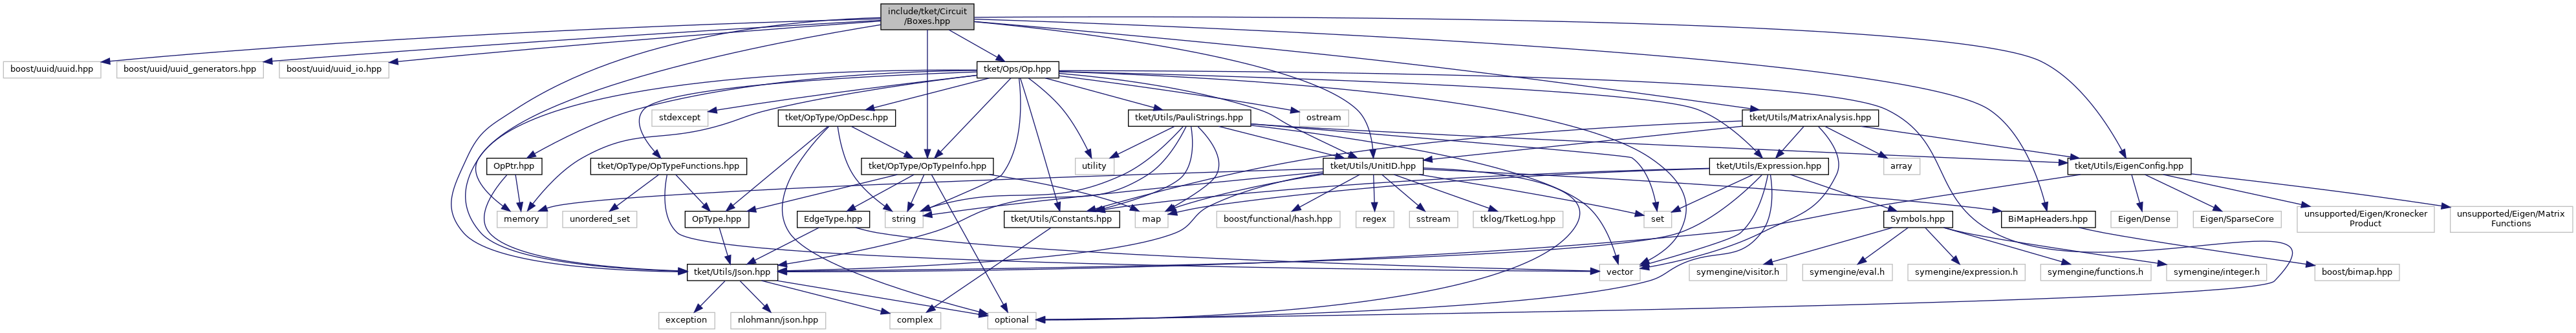 include/tket/Circuit
/Boxes.hpp
boost/uuid/uuid.hpp
boost/uuid/uuid_generators.hpp
boost/uuid/uuid_io.hpp
tket/Ops/Op.hpp
stdexcept
tket/OpType/OpDesc.hpp
tket/Utils/PauliStrings.hpp
ostream
tket/Utils/MatrixAnalysis.hpp
OpPtr.hpp
tket/OpType/OpTypeFunctions.hpp
tket/OpType/OpTypeInfo.hpp
utility
tket/Utils/UnitID.hpp
tket/Utils/Expression.hpp
array
tket/Utils/EigenConfig.hpp
memory
unordered_set
OpType.hpp
EdgeType.hpp
string
tket/Utils/Constants.hpp
map
boost/functional/hash.hpp
regex
sstream
tklog/TketLog.hpp
set
Symbols.hpp
BiMapHeaders.hpp
Eigen/Dense
Eigen/SparseCore
unsupported/Eigen/Kronecker
Product
unsupported/Eigen/Matrix
Functions
tket/Utils/Json.hpp
vector
symengine/visitor.h
symengine/eval.h
symengine/expression.h
symengine/functions.h
symengine/integer.h
boost/bimap.hpp
exception
nlohmann/json.hpp
complex
optional